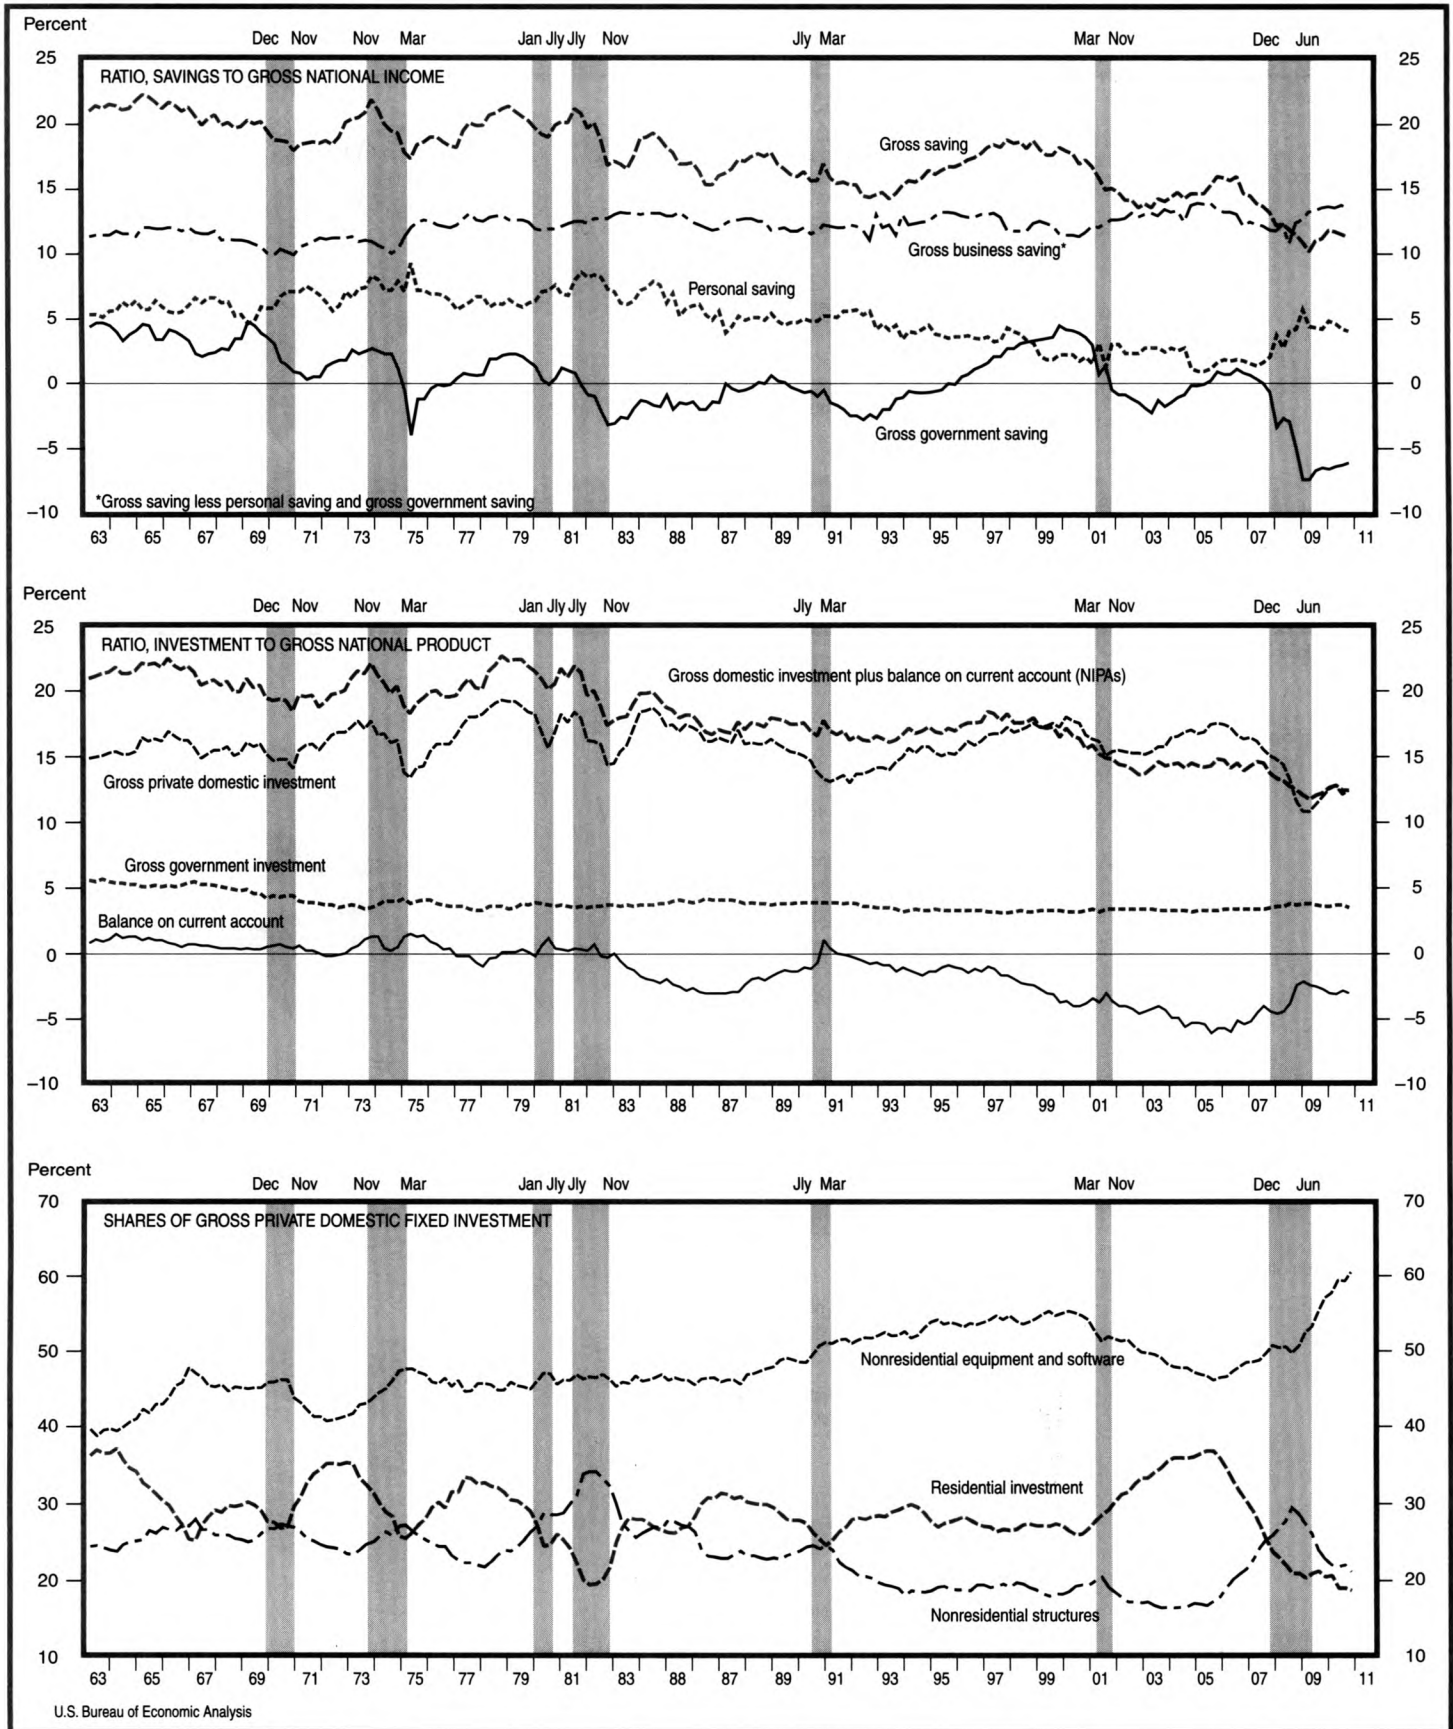 Percent
Dec Nov Nov Mar Jan Jly Jly Nov Jly Mar Mar Nov Dec Jun
25 25
RATIO, SAVINGS TO GROSS NATIONAL INCOME
20 20
Gross saving
15 15
10 10
Gross business saving*
Personal saving
5 5
0 0
Gross government saving
–5 –5
*Gross saving less personal saving and gross government saving
–10 –10
63 65 67 69 71 73 75 77 79 81 83 88 87 89 91 93 95 97 99 01 03 05 07 09 11
Percent
Dec Nov Nov Mar Jan Jly Jly Nov Jly Mar Mar Nov Dec Jun
25 25
RATIO, INVESTMENT TO GROSS NATIONAL PRODUCT
Gross domestic investment plus balance on current account (NIPAs)
20 20
15 15
Gross private domestic investment
10 10
Gross government investment
5 5
Balance on current account
0 0
–5 –5
–10 –10
63 65 67 69 71 73 75 77 79 81 83 88 87 89 91 93 95 97 99 01 03 05 07 09 11
Percent
Dec Nov Nov Mar Jan Jly Jly Nov Jly Mar Mar Nov Dec Jun
70 70
SHARES OF GROSS PRIVATE DOMESTIC FIXED INVESTMENT
60 60
50 50
Nonresidential equipment and software
40 40
Residential investment
30 30
20 20
Nonresidential structures
10 10
63 65 67 69 71 73 75 77 79 81 83 88 87 89 91 93 95 97 99 01 03 05 07 09 11
U.S. Bureau of Economic Analysis